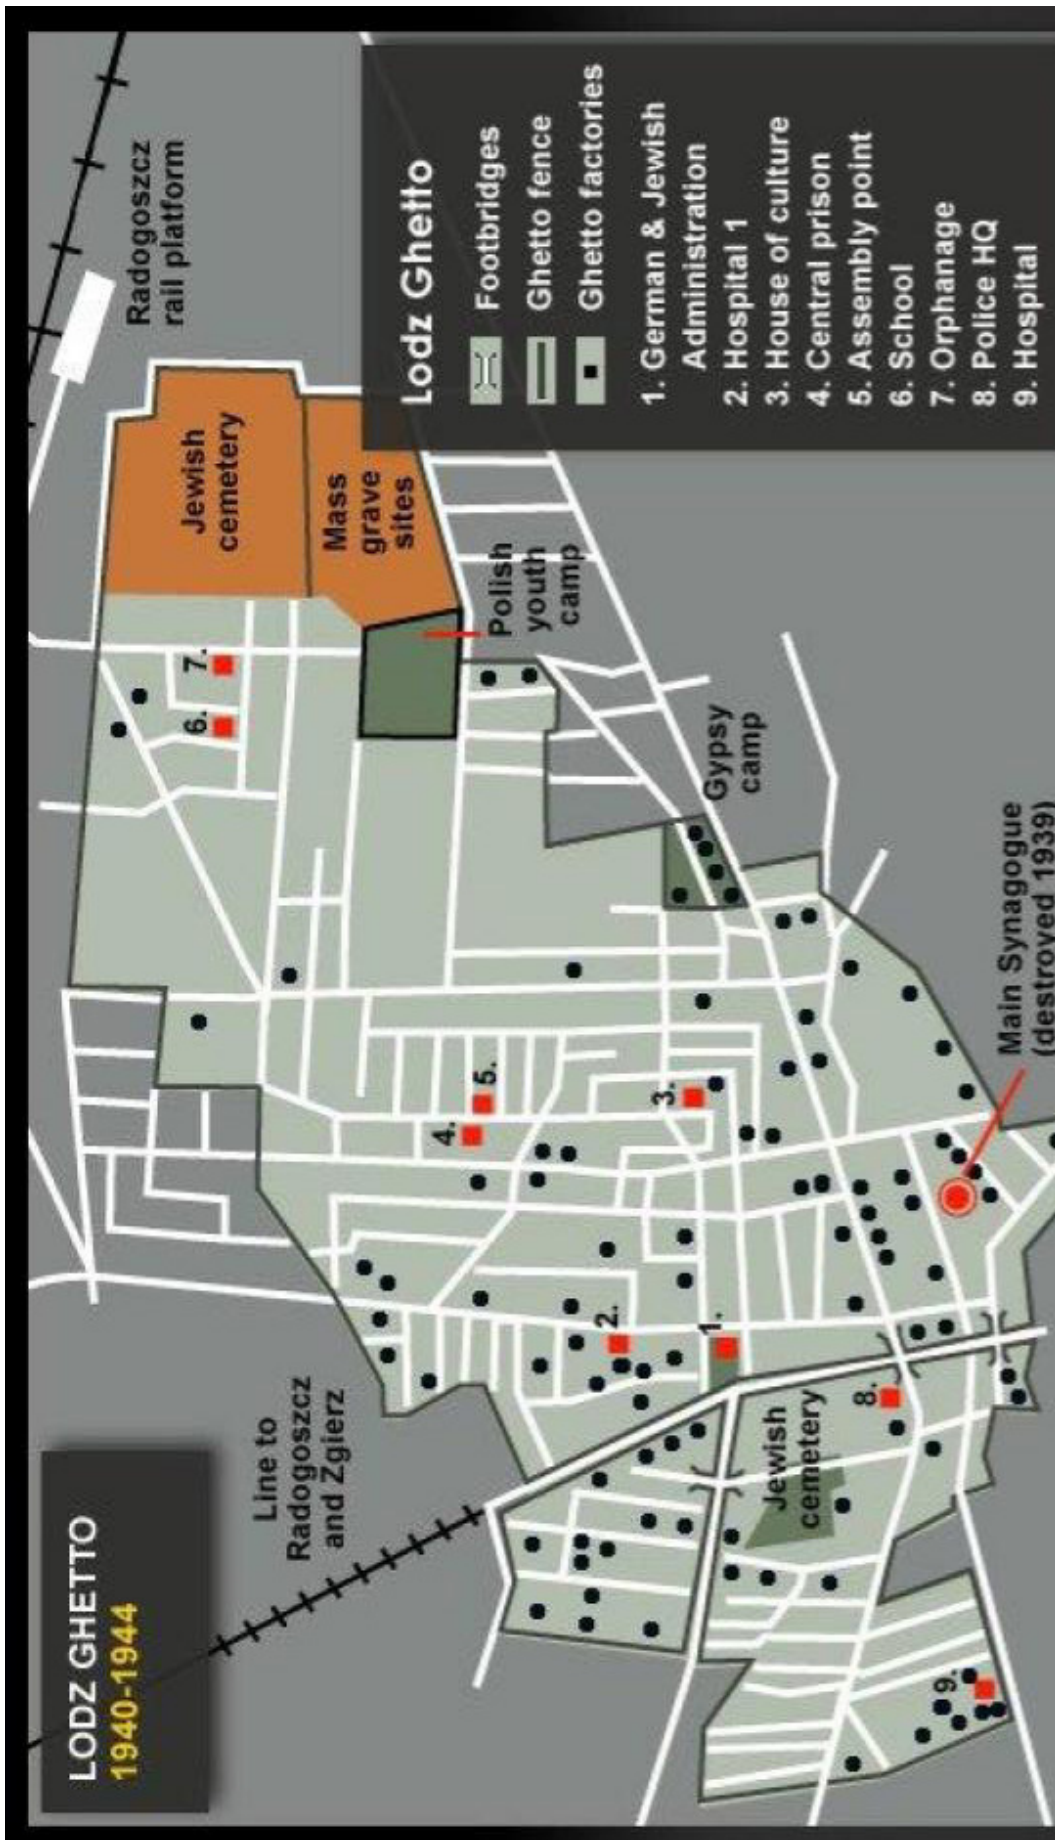 LODZ GHETTO
1940-1944
Line to
Radogoszcz
and Zgierz
Radogoszcz
rail platform
Jewish
cemetery
Mass
grave
sites
Polish
youth
camp
Gypsy
camp
Main Synagogue
(destroyed 1939)
Jewish
cemetery
1.
2.
3.
4.
5.
6.
7.
8.
9.
Lodz Ghetto
Footbridges
Ghetto fence
Ghetto factories
1. German & Jewish
Administration
2. Hospital 1
3. House of culture
4. Central prison
5. Assembly point
6. School
7. Orphanage
8. Police HQ
9. Hospital